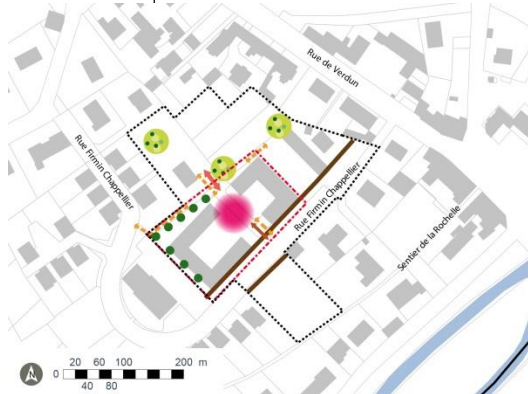 Rue de Verdun
Rue Firmin Chappellier
Rue Firmin Chappellier
Sentier de la Rochelle
20 60 100 200 m
0
40 80